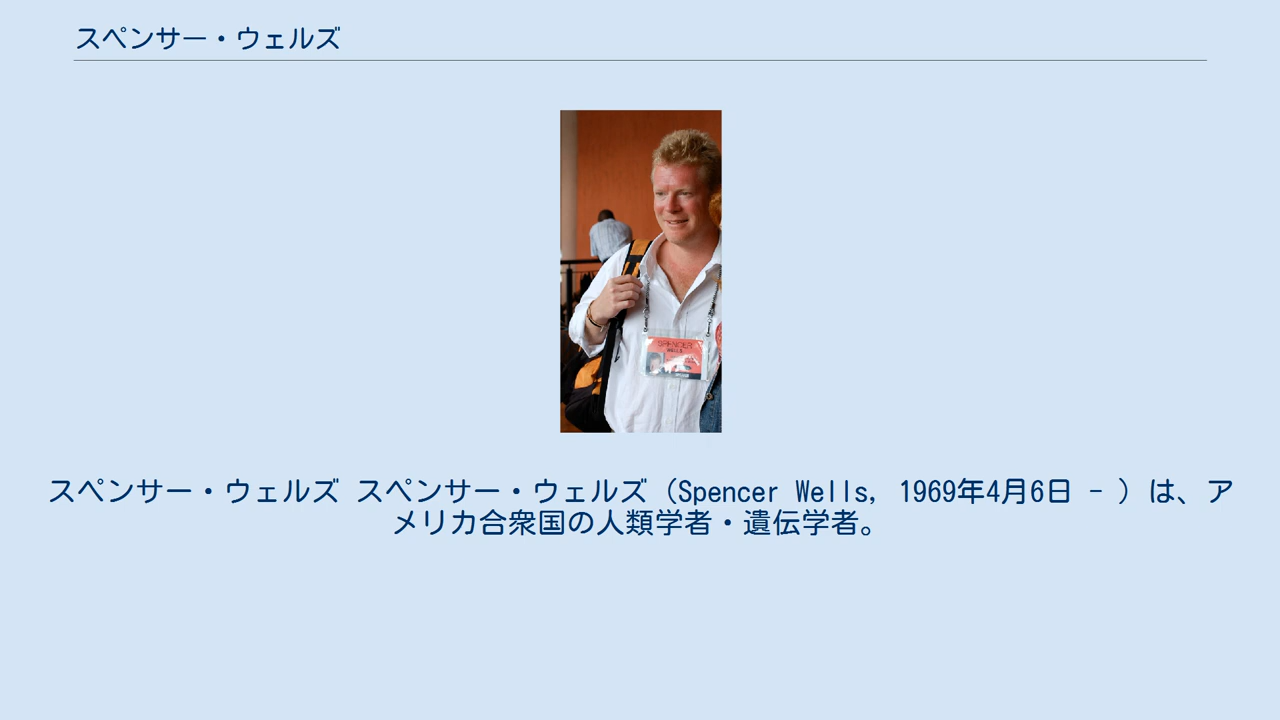 スペンサー・ウェルズ
SPENCER
WELLS
スペンサー・ウェルズ スペンサー・ウェルズ（Spencer Wells, 1969年4月6日 - ）は、ア
メリカ合衆国の人類学者・遺伝学者。